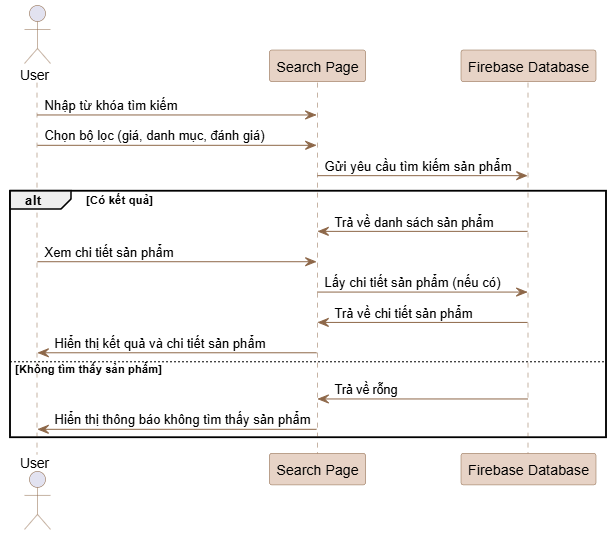 User
Search Page
Firebase Database
Nhập từ khóa tìm kiếm
Chọn bộ lọc (giá, danh mục, đánh giá)
Gửi yêu cầu tìm kiếm sản phẩm
alt
[Có kết quả]
Trả về danh sách sản phẩm
Xem chi tiết sản phẩm
Lấy chi tiết sản phẩm (nếu có)
Trả về chi tiết sản phẩm
Hiển thị kết quả và chi tiết sản phẩm
[Không tìm thấy sản phẩm]
Trả về rỗng
Hiển thị thông báo không tìm thấy sản phẩm
User
Search Page
Firebase Database